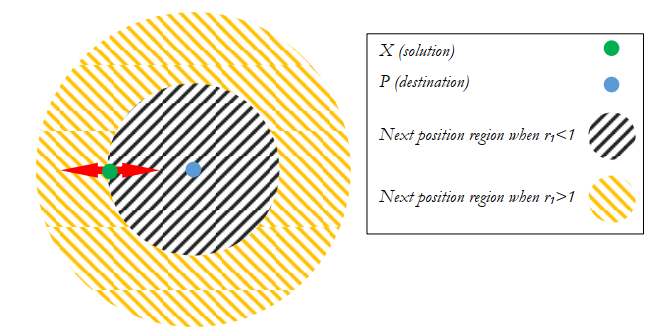 X (solution)
P (destination)
Next position region when r₁<1
Next position region when r₁>1